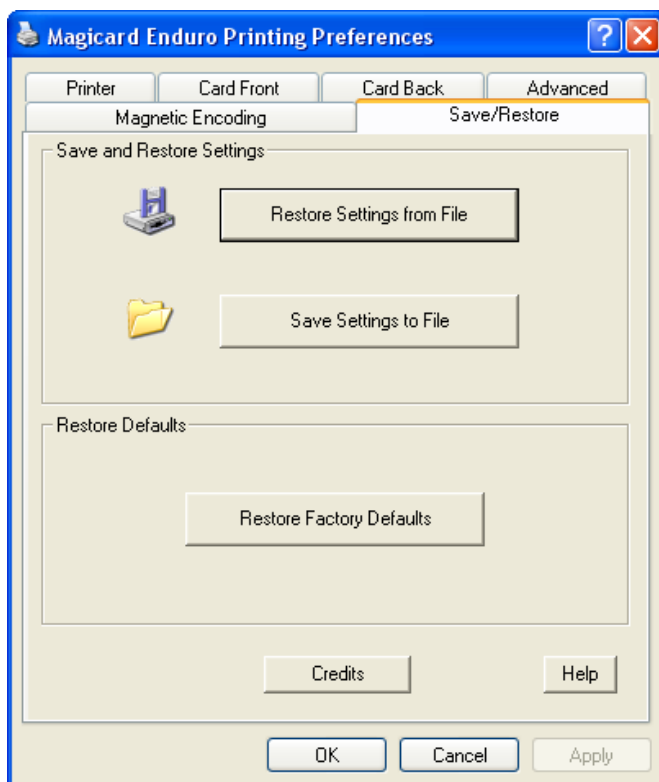 Magicard Enduro Printing Preferences
Printer Card Front Card Back Advanced
Magnetic Encoding Save/Restore
Save and Restore Settings
Restore Settings from File
Save Settings to File
Restore Defaults
Restore Factory Defaults
Credits Help
OK Cancel Apply